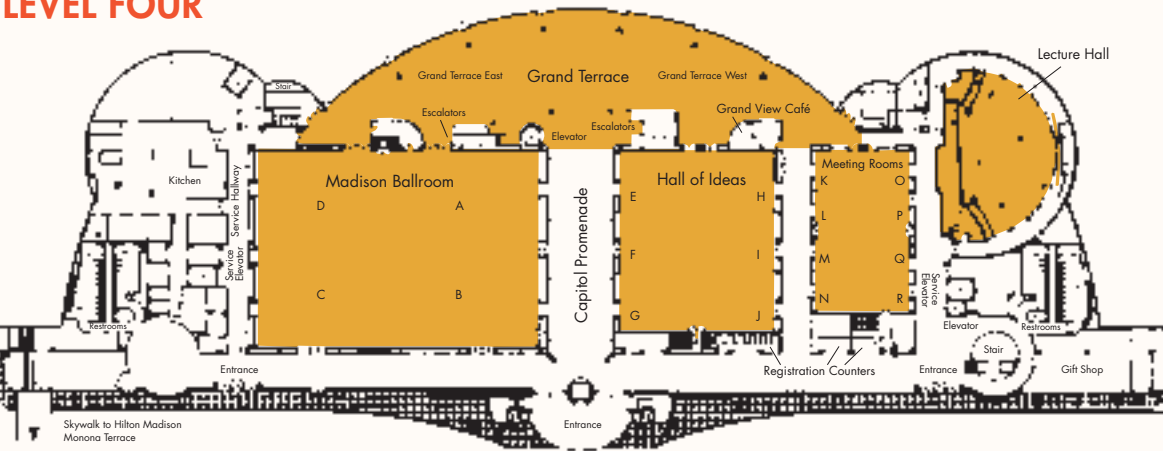 LEVEL FOUR
Lecture Hall
Grand Terrace East
Grand Terrace
Grand Terrace West
Stair
Escalators
Grand View Café
Elevator
Escalators
Kitchen
Service Hallway
Service
Elevator
Madison Ballroom
D
A
C
B
Capitol Promenade
Hall of Ideas
E
H
F
I
G
J
Meeting Rooms
K
O
L
P
M
Q
N
R
Service
Elevator
Restrooms
Elevator
Restrooms
Stair
Entrance
Registration Counters
Entrance
Gift Shop
Entrance
Skywalk to Hilton Madison
Monona Terrace